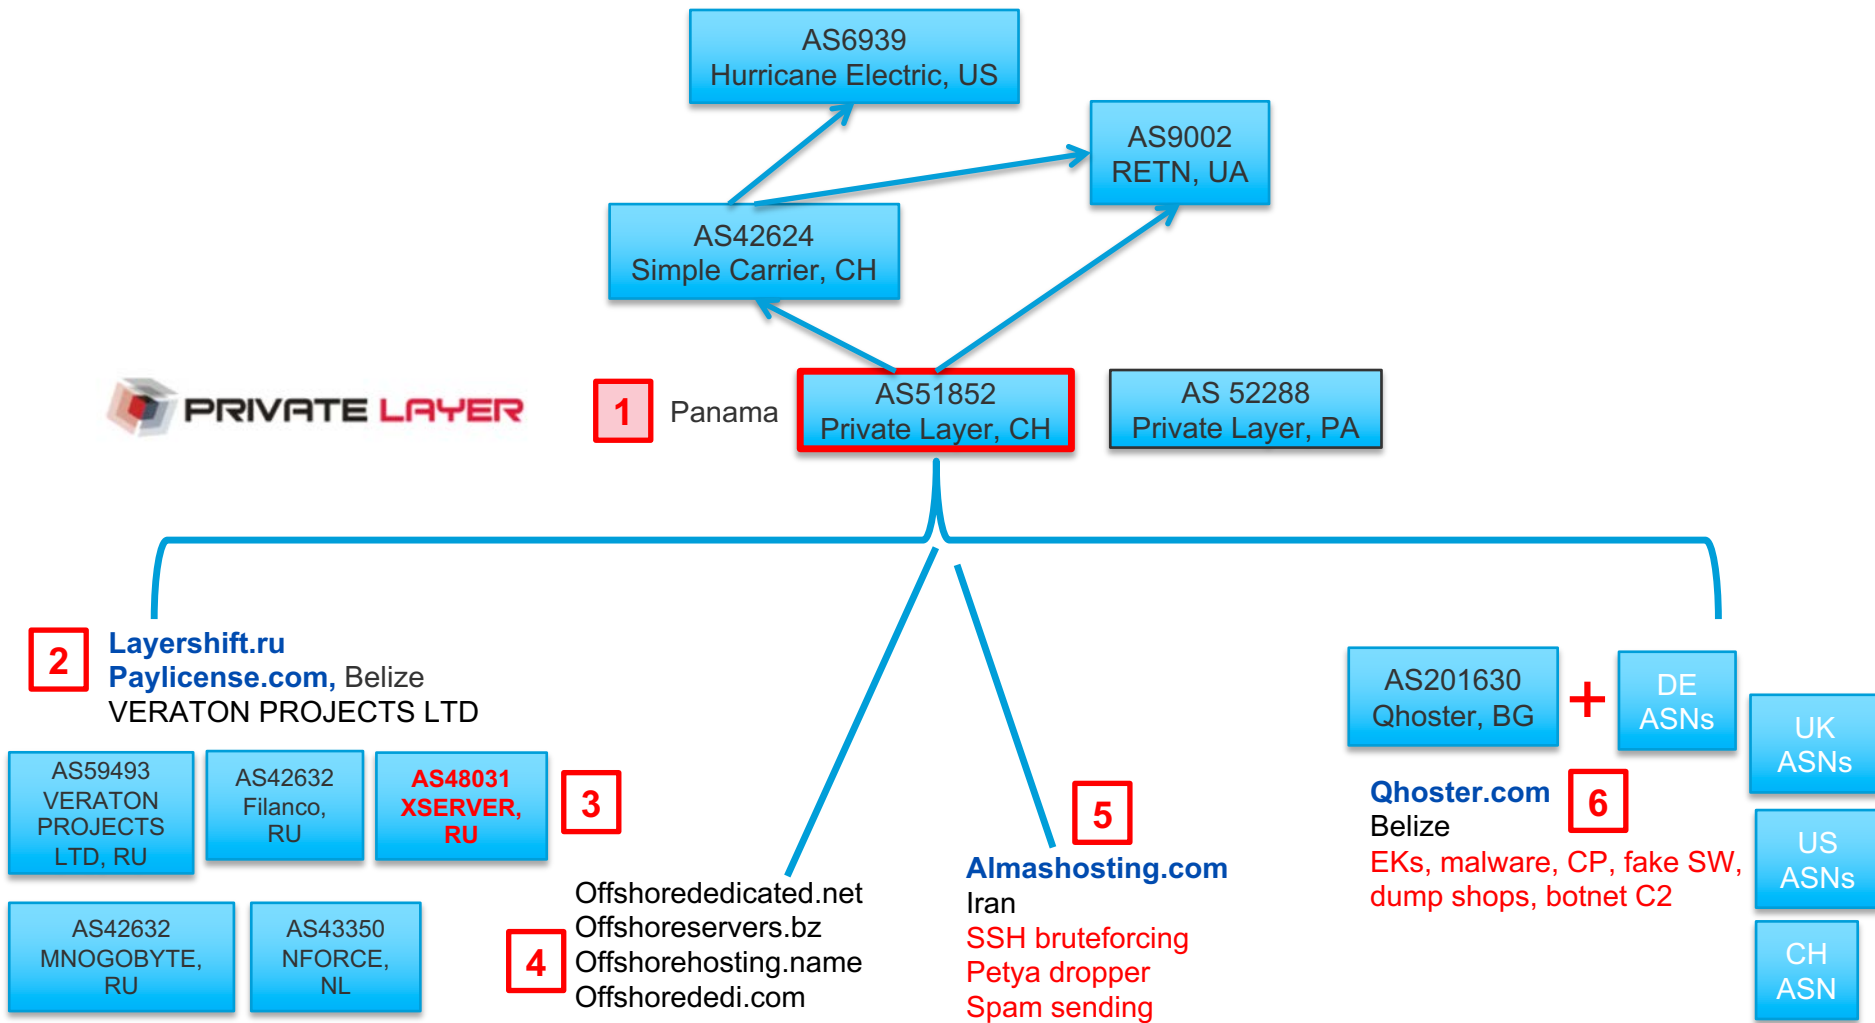 AS6939
Hurricane Electric, US
AS9002
RETN, UA
AS42624
Simple Carrier, CH
PRIVATE LAYER
1
Panama
AS51852
Private Layer, CH
AS 52288
Private Layer, PA
2
Layershift.ru
Paylicense.com, Belize
VERATON PROJECTS LTD
AS59493
VERATON
PROJECTS
LTD, RU
AS42632
Filanco,
RU
AS48031
XSERVER,
RU
3
AS42632
MNOGOBYTE,
RU
AS43350
NFORCE,
NL
4
Offshorededicated.net
Offshoreservers.bz
Offshorehosting.name
Offshorededi.com
5
Almashosting.com
Iran
SSH bruteforcing
Petya dropper
Spam sending
AS201630
Qhoster, BG
+
DE
ASNs
UK
ASNs
US
ASNs
CH
ASN
Qhoster.com
6
Belize
EKs, malware, CP, fake SW,
dump shops, botnet C2